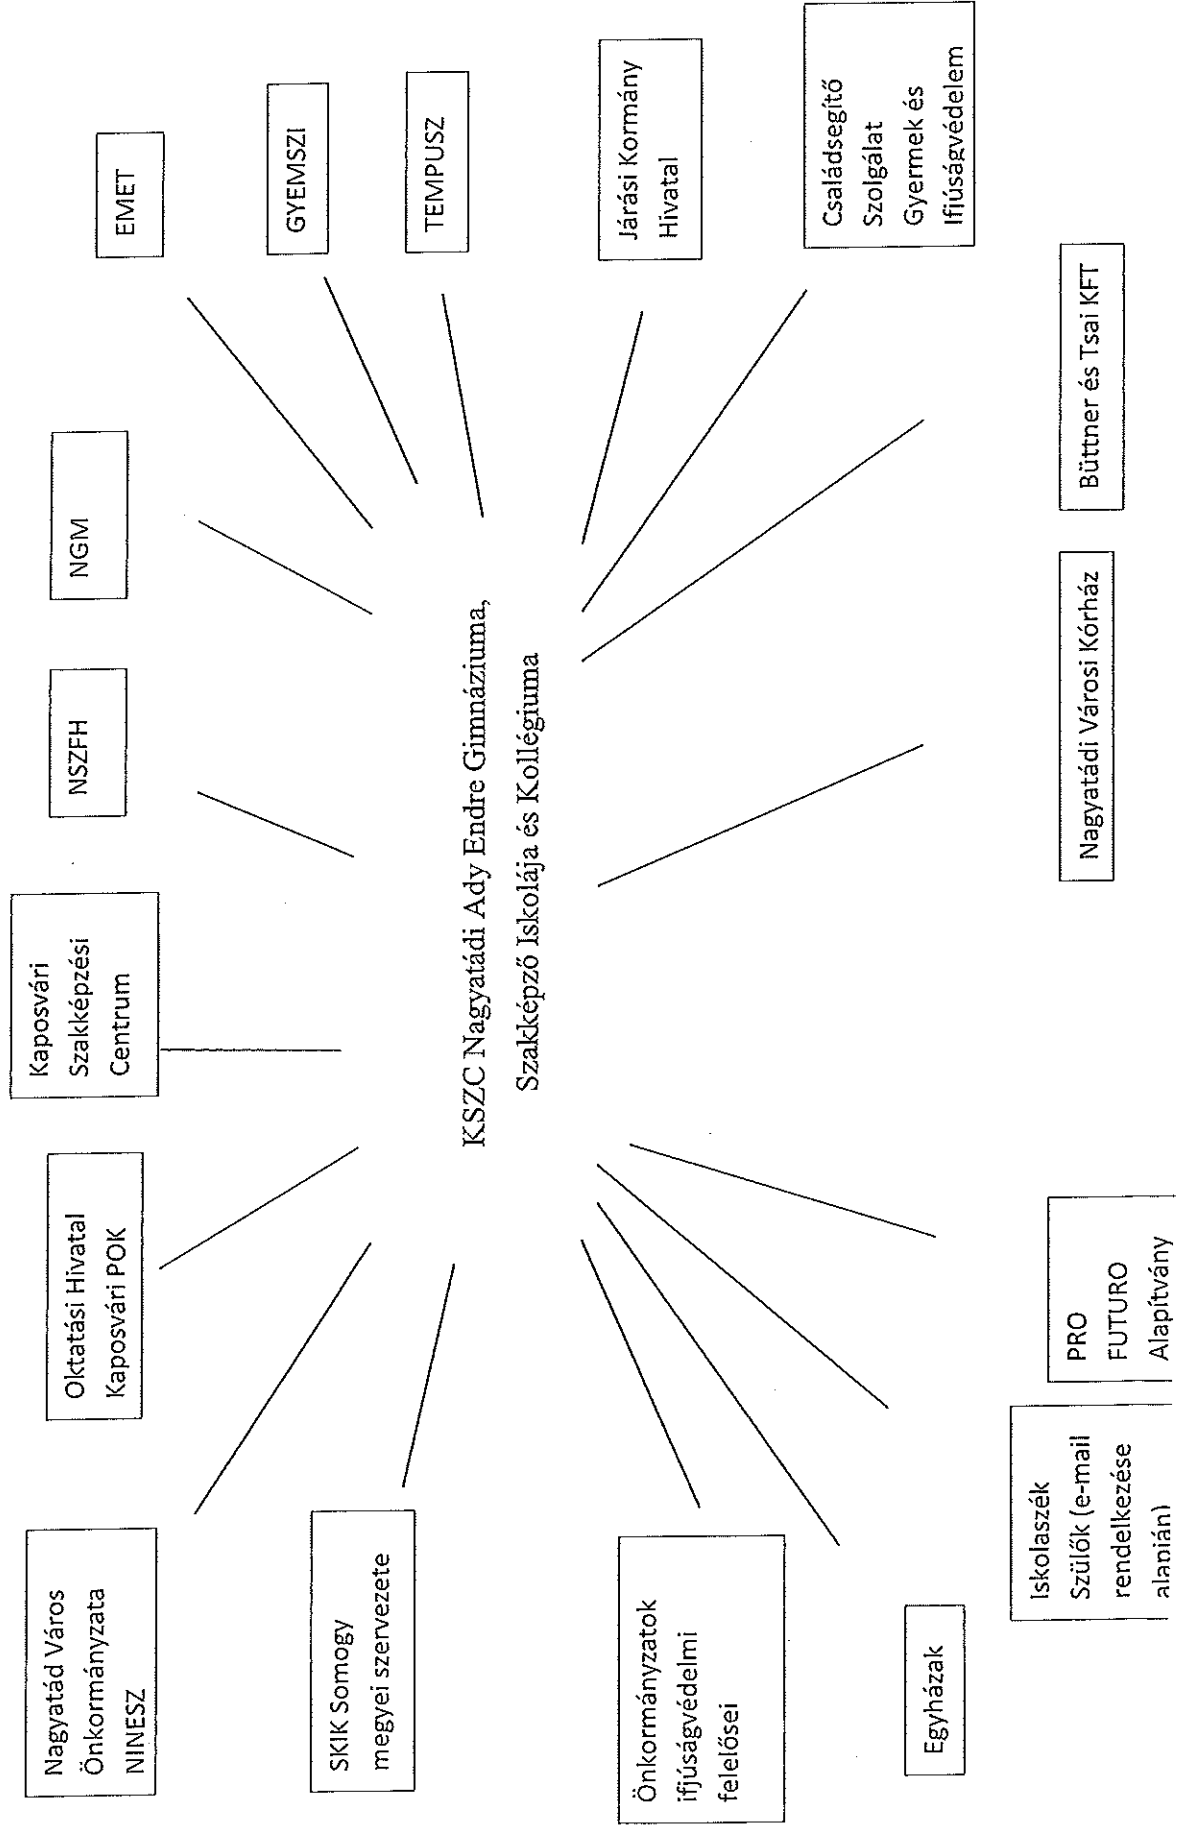 Nagyatád Város
Önkormányzata
NINESZ
Oktatási Hivatal
Kaposvári POK
Kaposvári
Szakképzési
Centrum
NSZFH
NGM
EMET
GYEMSZI
TEMPUSZ
SKIK Somogy
megyei szervezete
KSZC Nagyatádi Ady Endre Gimnáziuma,
Szakképző Iskolája és Kollégiuma
Járási Kormány
Hivatal
Önkormányzatok
ifjúságvédelmi
felelősei
Családsegítő
Szolgálat
Gyermek és
Ifiúságvédelem
Egyházak
Iskolaszék
Szülők (e-mail
rendelkezése
alapján)
PRO
FUTURO
Alapítvány
Nagyatádi Városi Kórház
Büttner és Tsai KFT